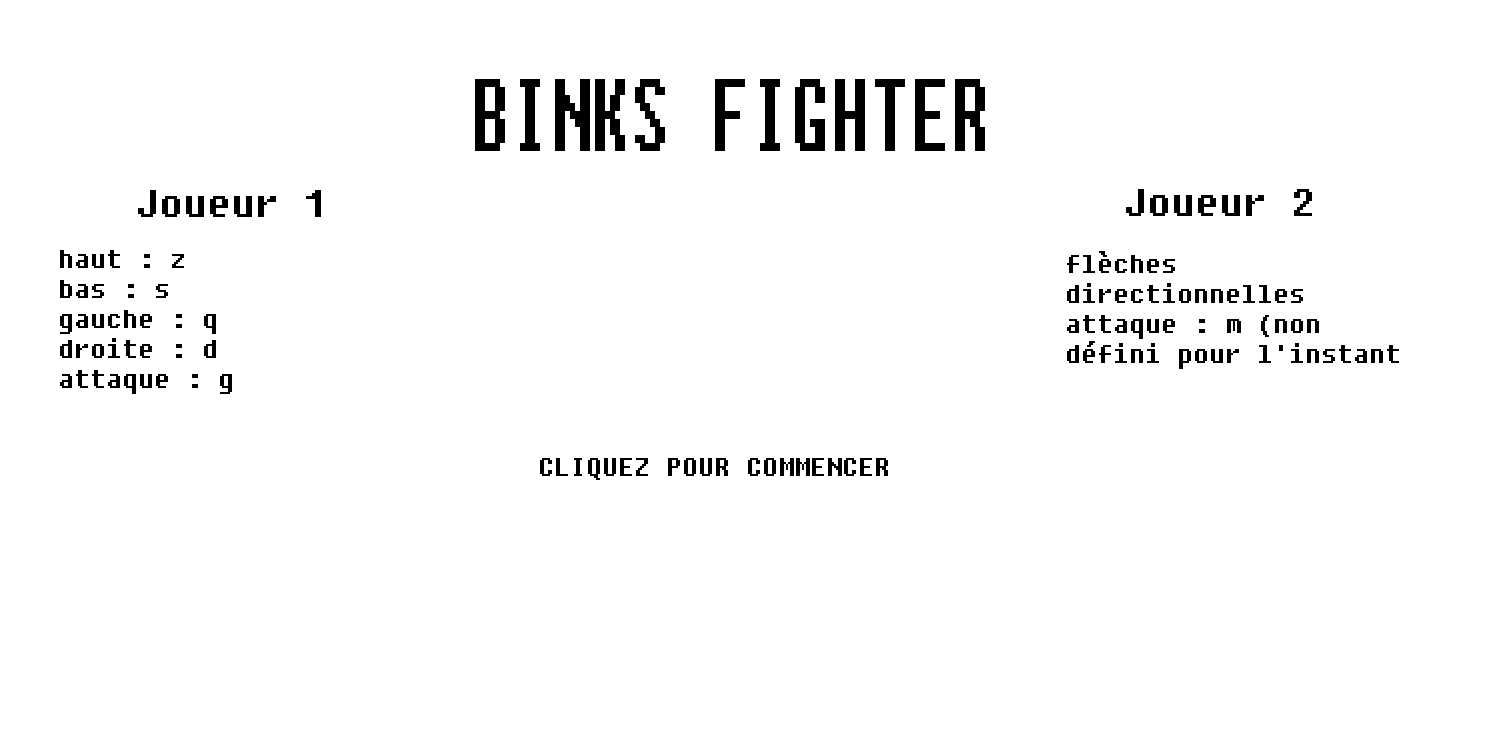 BINKS FIGHTER
Joueur 1
haut : z
bas : s
gauche : q
droite : d
attaque : g
Joueur 2
flèches
directionnelles
attaque : m (non
défini pour l'instant
CLIQUEZ POUR COMMENCER